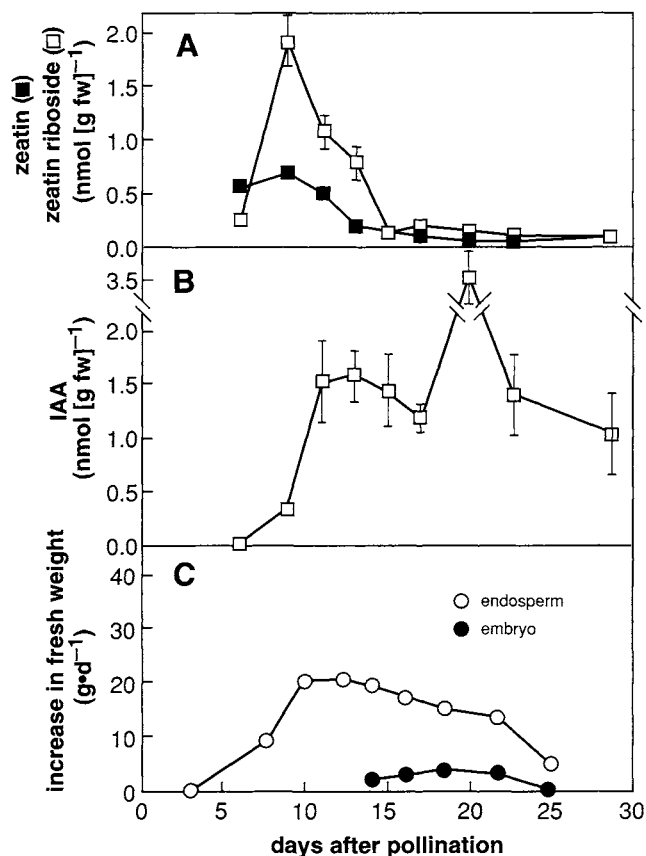 A
zeatin (■)
zeatin riboside (□)
(nmol [g fw]⁻¹)
2.0
1.5
1.0
0.5
0.0
B
IAA
(nmol [g fw]⁻¹)
3.5
2.0
1.5
1.0
0.5
0.0
C
increase in fresh weight
(g•d⁻¹)
40
30
20
10
0
endosperm
embryo
0 5 10 15 20 25 30
days after pollination